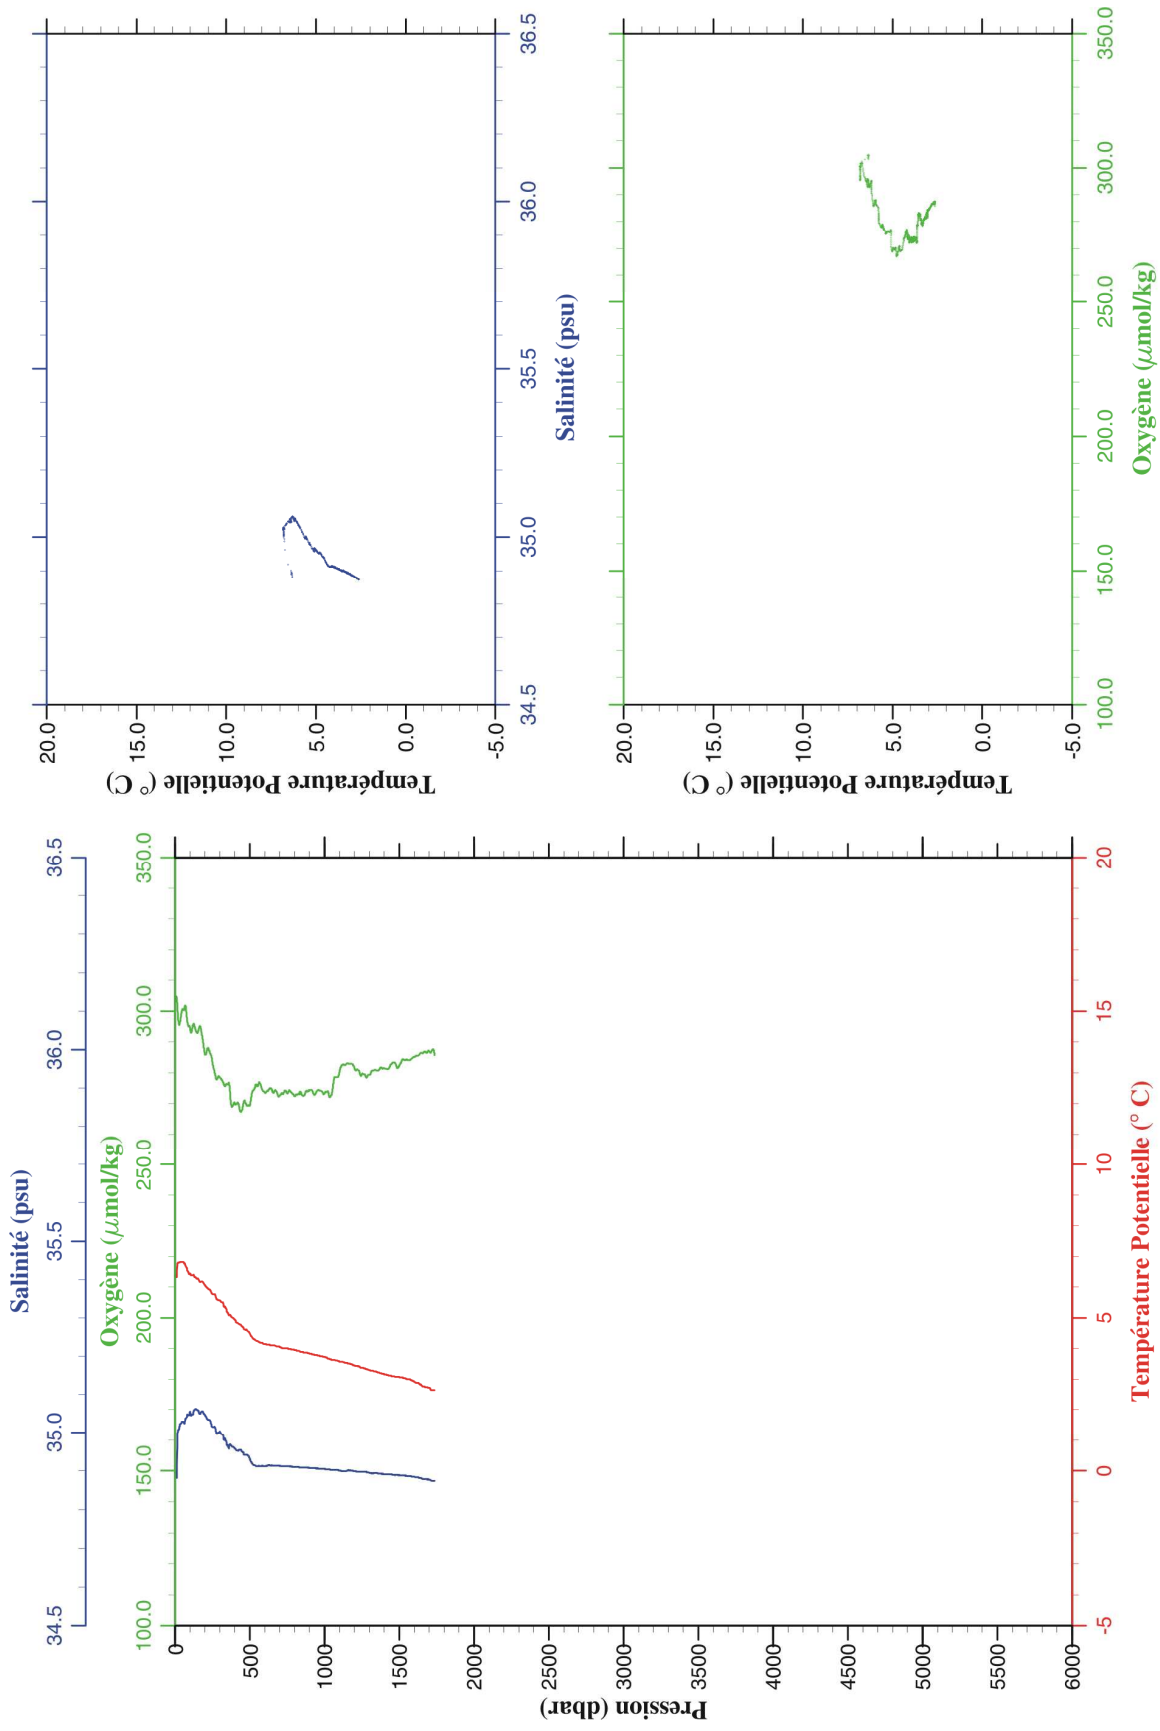 Salinité (psu)
34.5 35.0 35.5 36.0 36.5
Oxygène (μmol/kg)
100.0 150.0 200.0 250.0 300.0 350.0
Pression (dbar)
0
500
1000
1500
2000
2500
3000
3500
4000
4500
5000
5500
6000
-5 0 5 10 15 20
Température Potentielle (° C)
Température Potentielle (° C)
20.0
15.0
10.0
5.0
0.0
-5.0
34.5 35.0 35.5 36.0 36.5
Salinité (psu)
Température Potentielle (° C)
20.0
15.0
10.0
5.0
0.0
-5.0
100.0 150.0 200.0 250.0 300.0 350.0
Oxygène (μmol/kg)